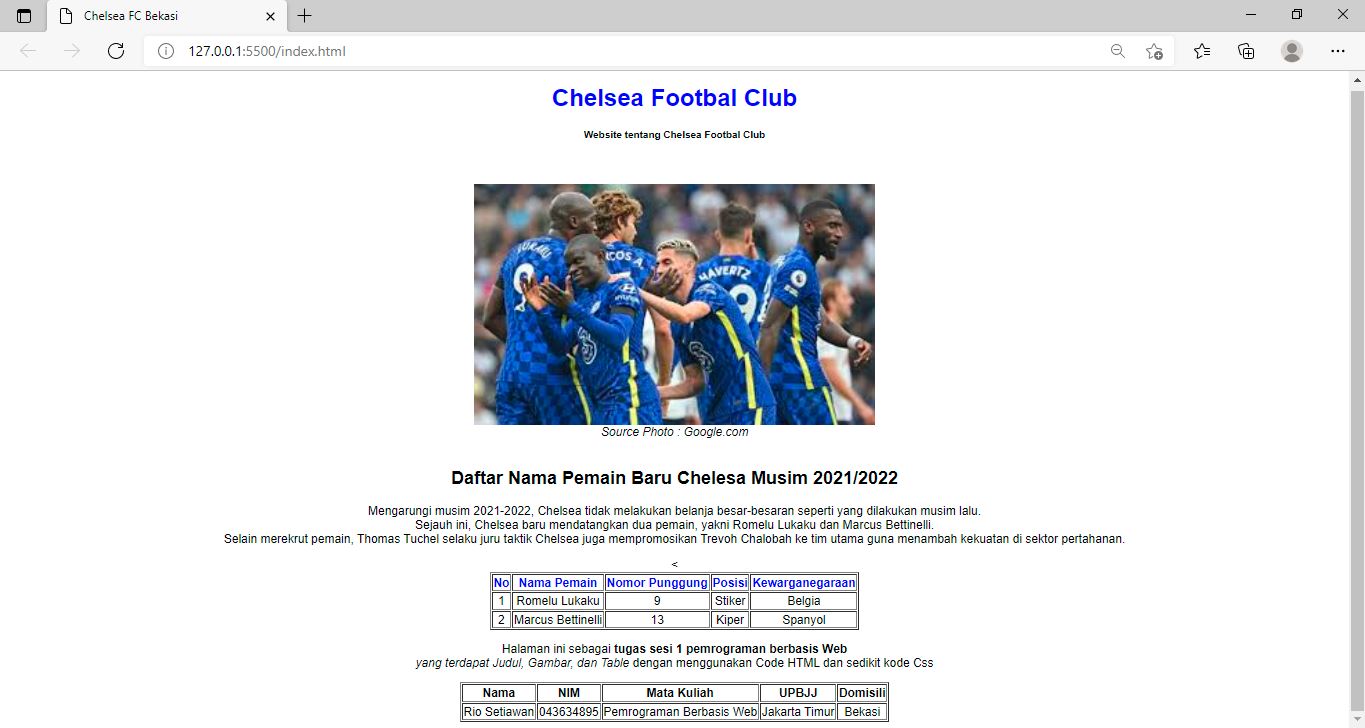 Chelsea FC Bekasi
127.0.0.1:5500/index.html
Chelsea Footbal Club
Website tentang Chelsea Footbal Club
UKAKU
9
COS A
HAVERTZ
9
HYUNDAI
3
Source Photo : Google.com
Daftar Nama Pemain Baru Chelesa Musim 2021/2022
Mengarungi musim 2021-2022, Chelsea tidak melakukan belanja besar-besaran seperti yang dilakukan musim lalu.
Sejauh ini, Chelsea baru mendatangkan dua pemain, yakni Romelu Lukaku dan Marcus Bettinelli.
Selain merekrut pemain, Thomas Tuchel selaku juru taktik Chelsea juga mempromosikan Trevoh Chalobah ke tim utama guna menambah kekuatan di sektor pertahanan.
<
No Nama Pemain Nomor Punggung Posisi Kewarganegaraan
1 Romelu Lukaku 9 Stiker Belgia
2 Marcus Bettinelli 13 Kiper Spanyol
Halaman ini sebagai tugas sesi 1 pemrograman berbasis Web
yang terdapat Judul, Gambar, dan Table dengan menggunakan Code HTML dan sedikit kode Css
Nama NIM Mata Kuliah UPBJJ Domisili
Rio Setiawan 043634895 Pemrograman Berbasis Web Jakarta Timur Bekasi